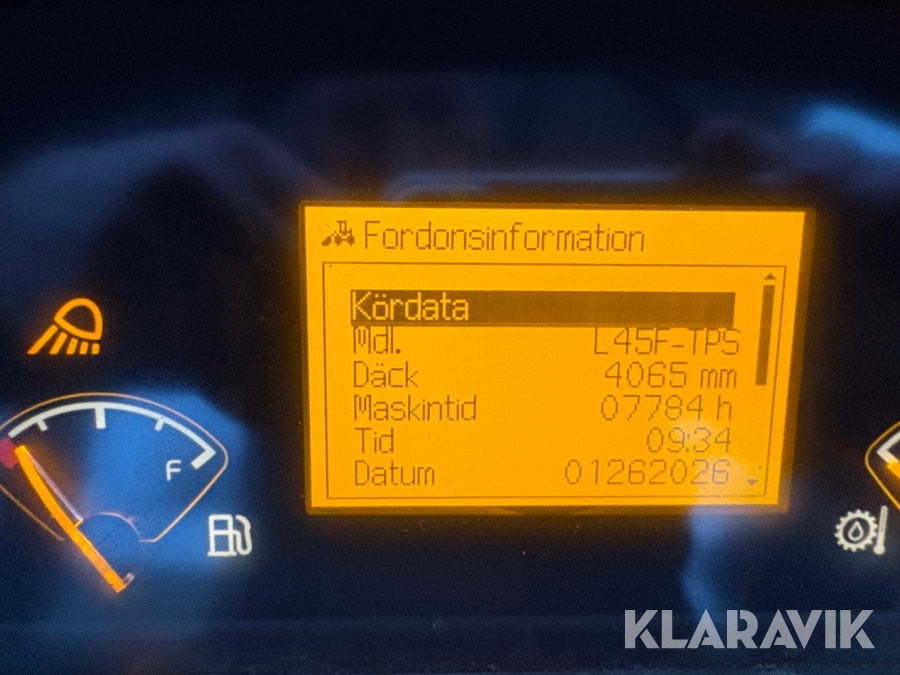 Fordonsinformation
Kördata
Mdl. L45F-TPS
Däck 4065 mm
Maskintid 07784 h
Tid 09:34
Datum 01262026
F
KLARAVIK